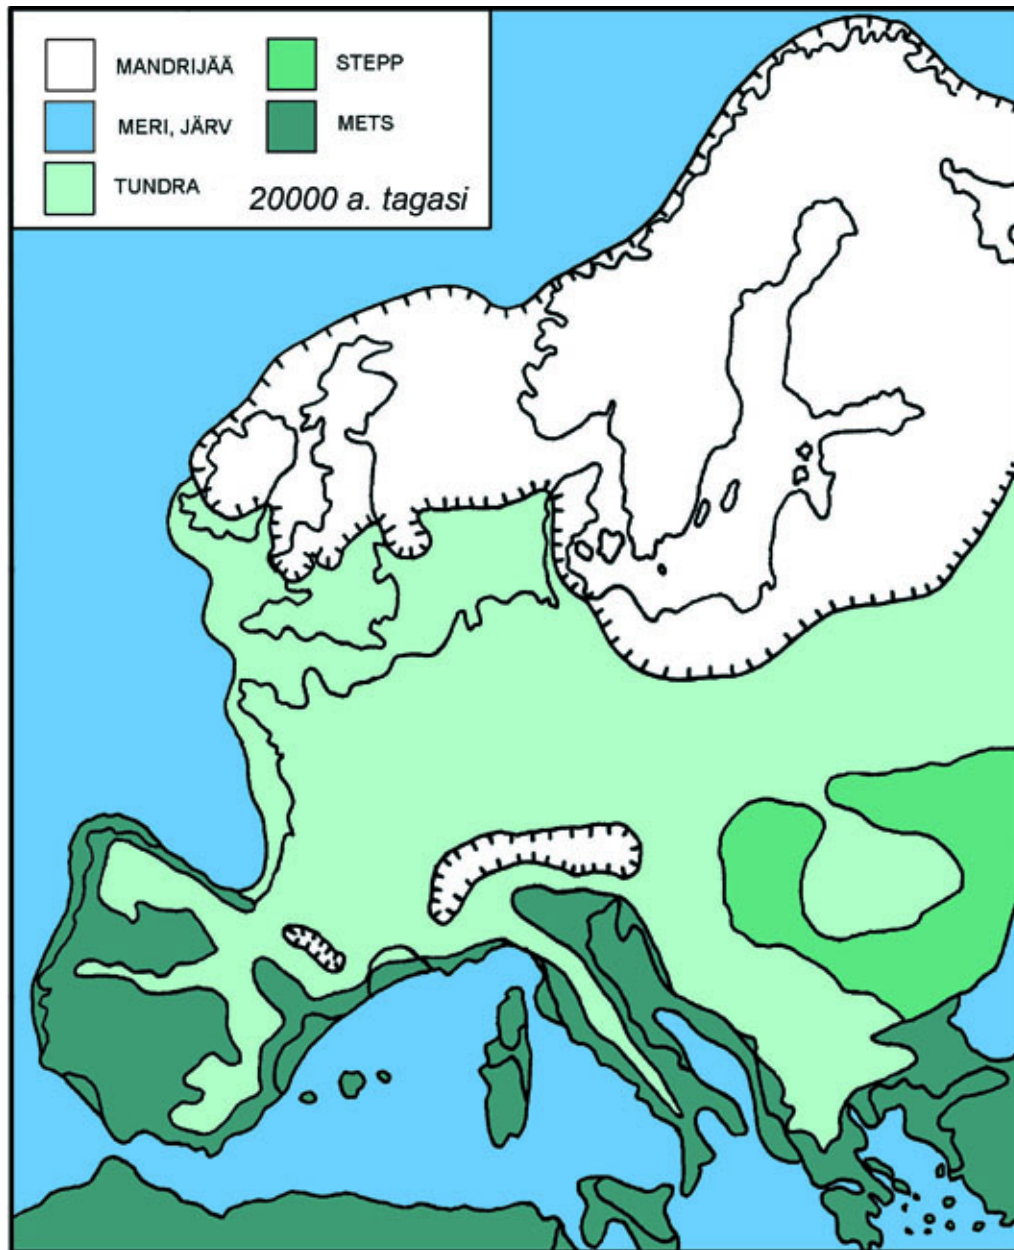 MANDRIJÄÄ
MERI, JÄRV
TUNDRA
STEPP
METS
20000 a. tagasi